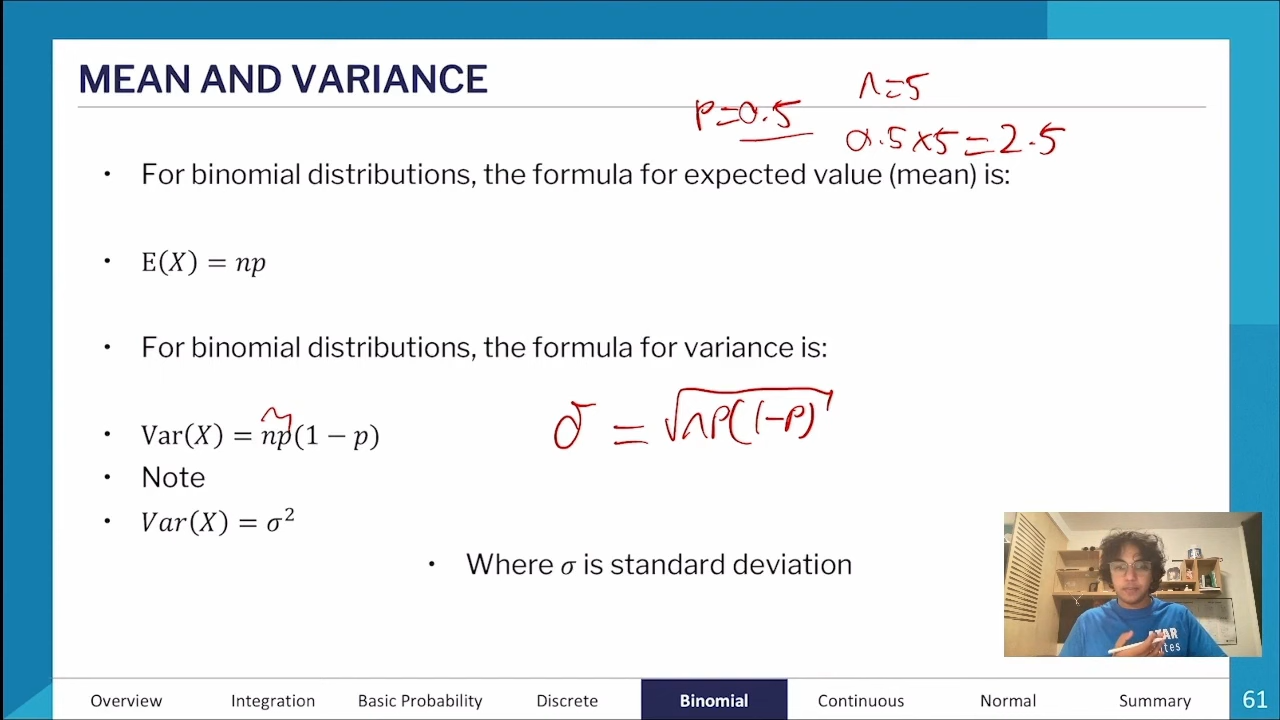 MEAN AND VARIANCE
n=5
p=0.5
0.5×5=2.5
• For binomial distributions, the formula for expected value (mean) is:
• E(X) = np
• For binomial distributions, the formula for variance is:
• Var(X) = np(1 − p)
σ = √np(1-p)
• Note
• Var(X) = σ²
• Where σ is standard deviation
Overview Integration Basic Probability Discrete Binomial Continuous Normal Summary 61